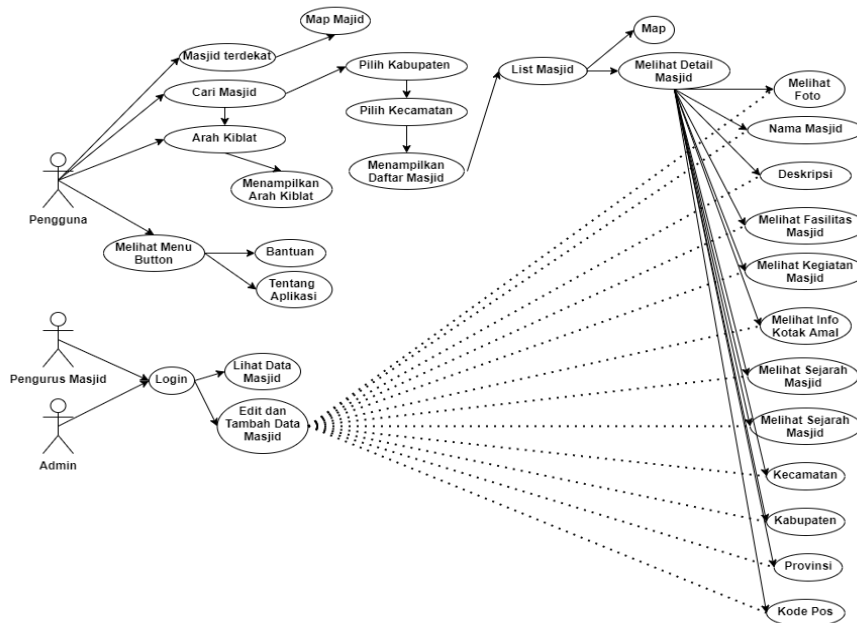 Map Majid
Masjid terdekat
Cari Masjid
Arah Kiblat
Menampilkan
Arah Kiblat
Pengguna
Melihat Menu
Button
Bantuan
Tentang
Aplikasi
Pilih Kabupaten
Pilih Kecamatan
Menampilkan
Daftar Masjid
List Masjid
Map
Melihat Detail
Masjid
Melihat
Foto
Nama Masjid
Deskripsi
Melihat Fasilitas
Masjid
Melihat Kegiatan
Masjid
Melihat Info
Kotak Amal
Melihat Sejarah
Masjid
Melihat Sejarah
Masjid
Kecamatan
Kabupaten
Provinsi
Kode Pos
Pengurus Masjid
Admin
Login
Lihat Data
Masjid
Edit dan
Tambah Data
Masjid